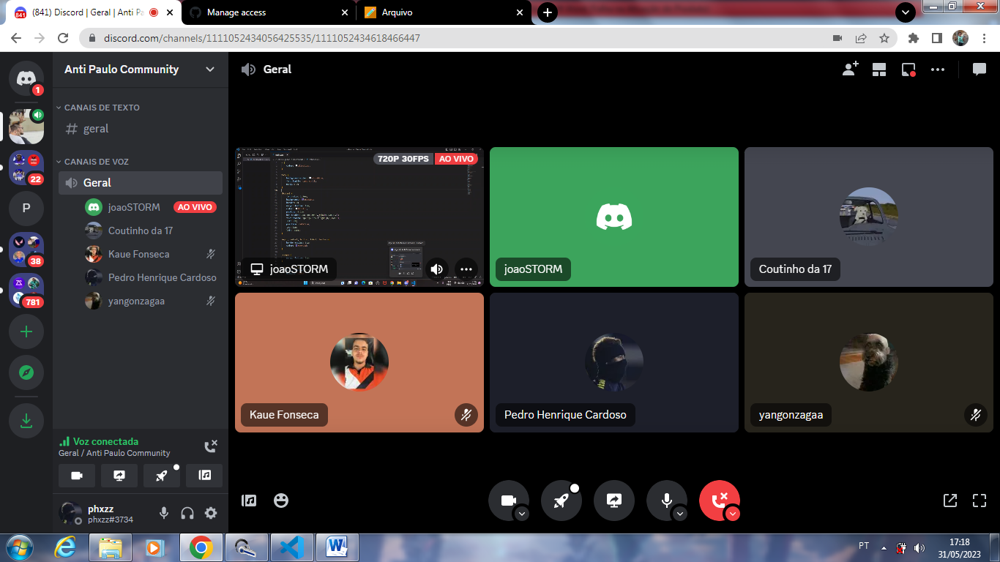 841
(841) Discord | Geral | Anti Pa
Manage access
Arquivo
discord.com/channels/1111052434056425535/1111052434618466447
1
22
P
38
781
Anti Paulo Community
CANAIS DE TEXTO
geral
CANAIS DE VOZ
Geral
joaoSTORM
AO VIVO
Coutinho da 17
Kaue Fonseca
Pedro Henrique Cardoso
yangonzagaa
Voz conectada
Geral / Anti Paulo Community
phxzz
phxzz#3734
Geral
720P 30FPS
AO VIVO
joaoSTORM
joaoSTORM
Coutinho da 17
Kaue Fonseca
Pedro Henrique Cardoso
yangonzagaa
PT
17:18
31/05/2023